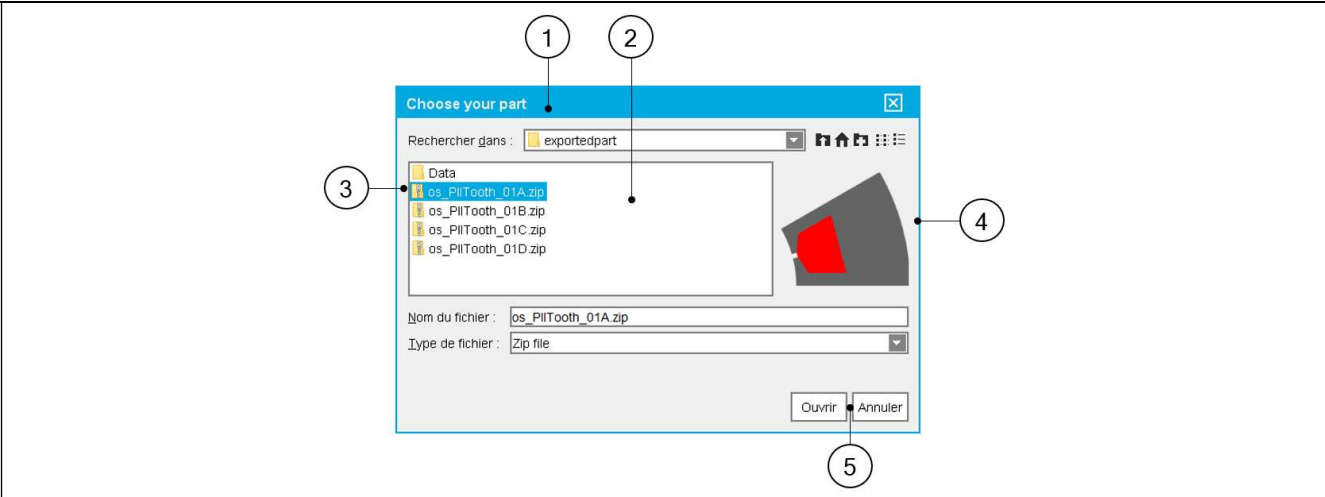 1 2
Choose your part
Rechercher dans : exportedpart
Data
3 os_PllTooth_01A.zip
os_PllTooth_01B.zip
4
os_PllTooth_01C.zip
os_PllTooth_01D.zip
Nom du fichier : os_PllTooth_01A.zip
Type de fichier : Zip file
Ouvrir Annuler
5